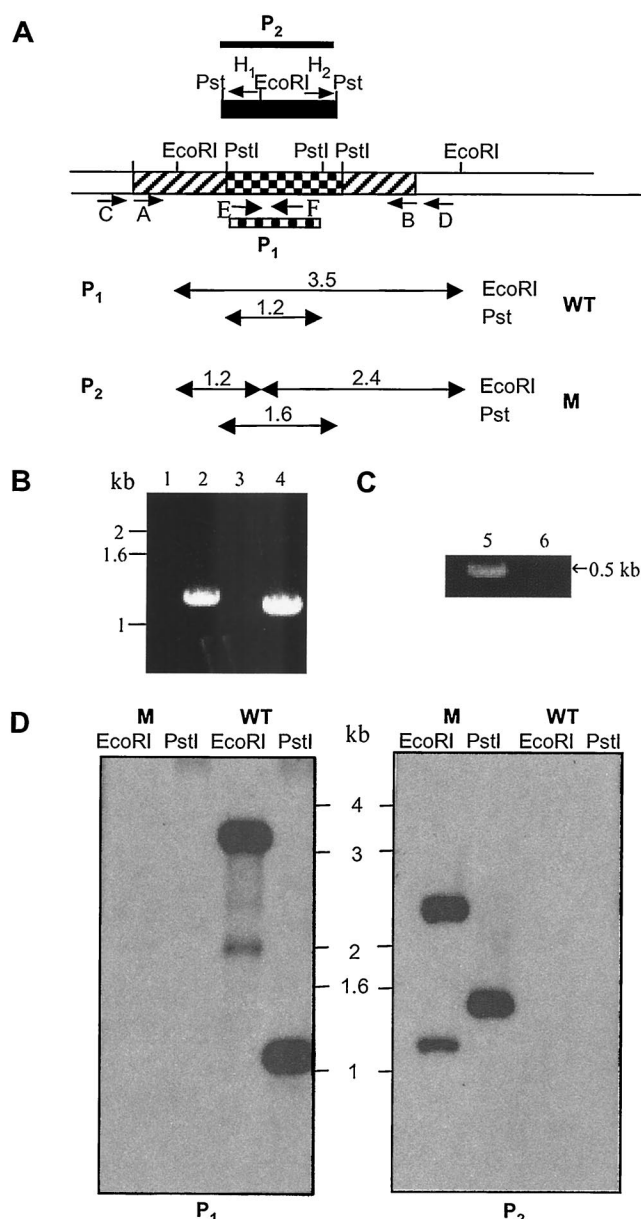 A
P2
H1 H2
Pst EcoRI Pst
EcoRI PstI PstI PstI EcoRI
C A E F B D
P1
P1 3.5 EcoRI WT
1.2 Pst
P2 1.2 2.4 EcoRI M
1.6 Pst
B
kb 1 2 3 4
2
1.6
1
C
5 6
←0.5 kb
D
M WT
EcoRI PstI EcoRI PstI
kb
4
3
2
1.6
1
M WT
EcoRI PstI EcoRI PstI
P1
P2